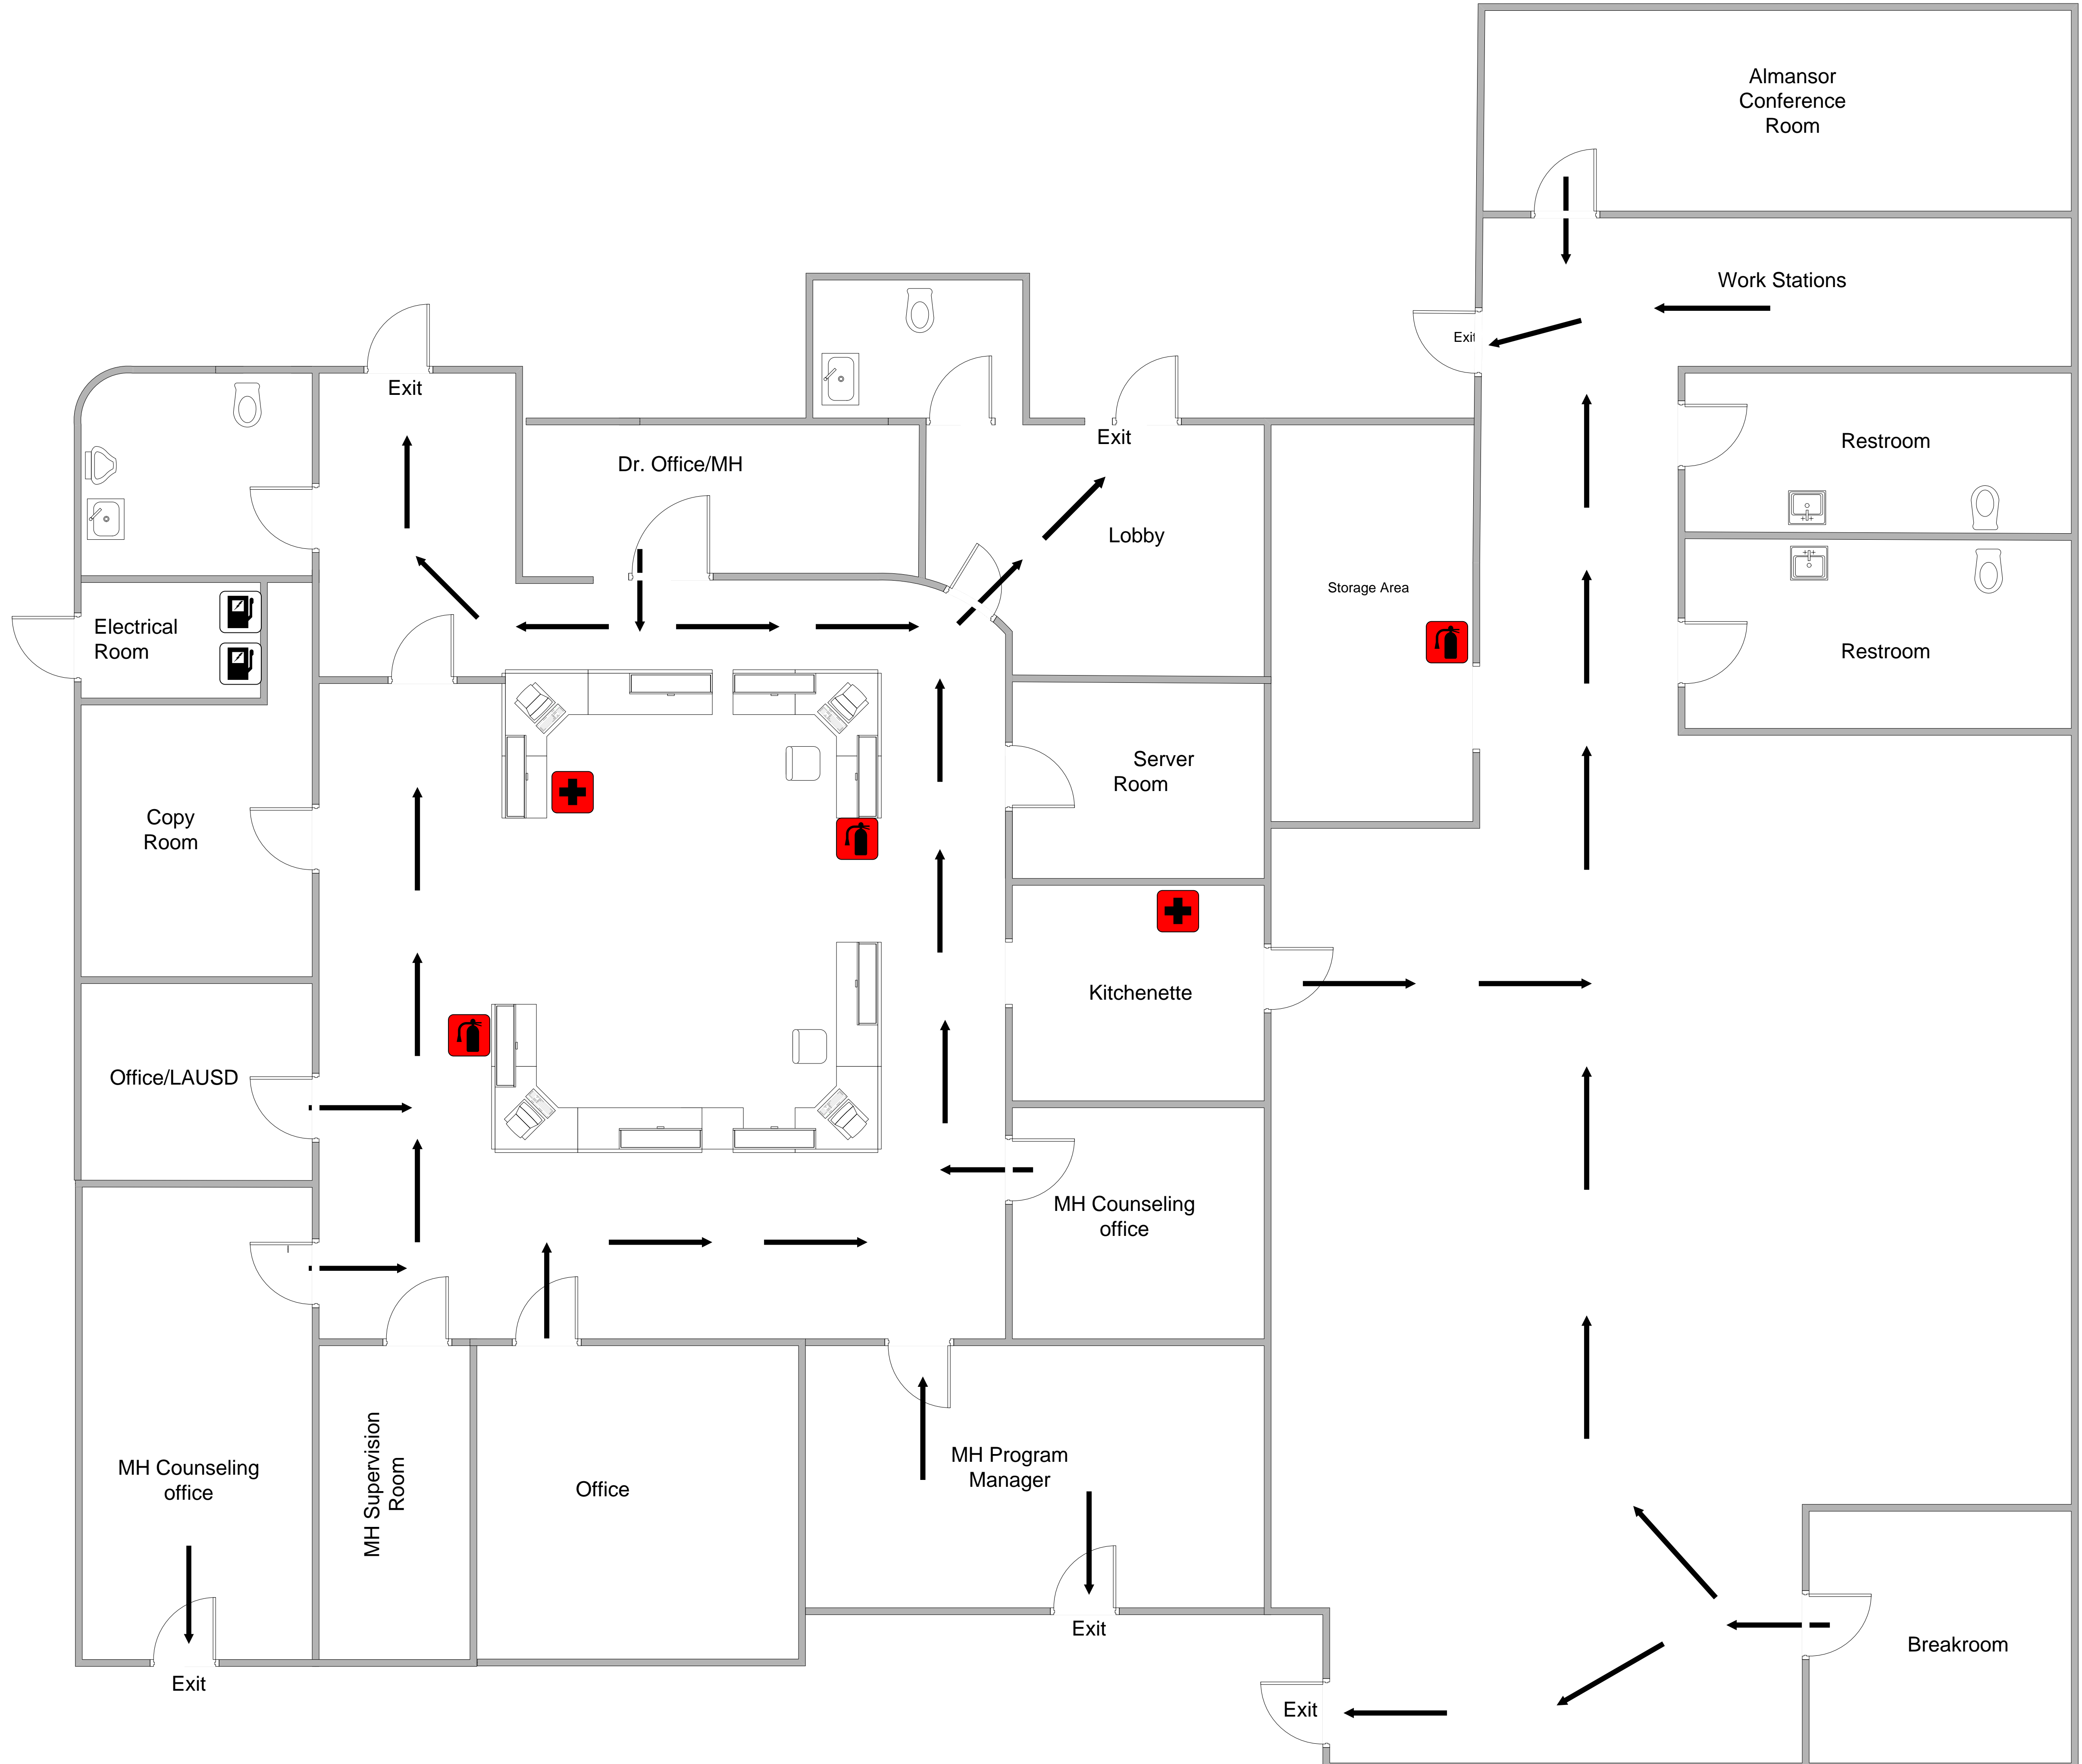 Almansor
Conference
Room
Work Stations
Exit
Exit
Exit
Restroom
Dr. Office/MH
Lobby
Storage Area
Electrical
Room
Restroom
Server
Room
Copy
Room
Kitchenette
Office/LAUSD
MH Counseling
office
MH Counseling
office
MH Supervision
Room
Office
MH Program
Manager
Exit
Breakroom
Exit
Exit